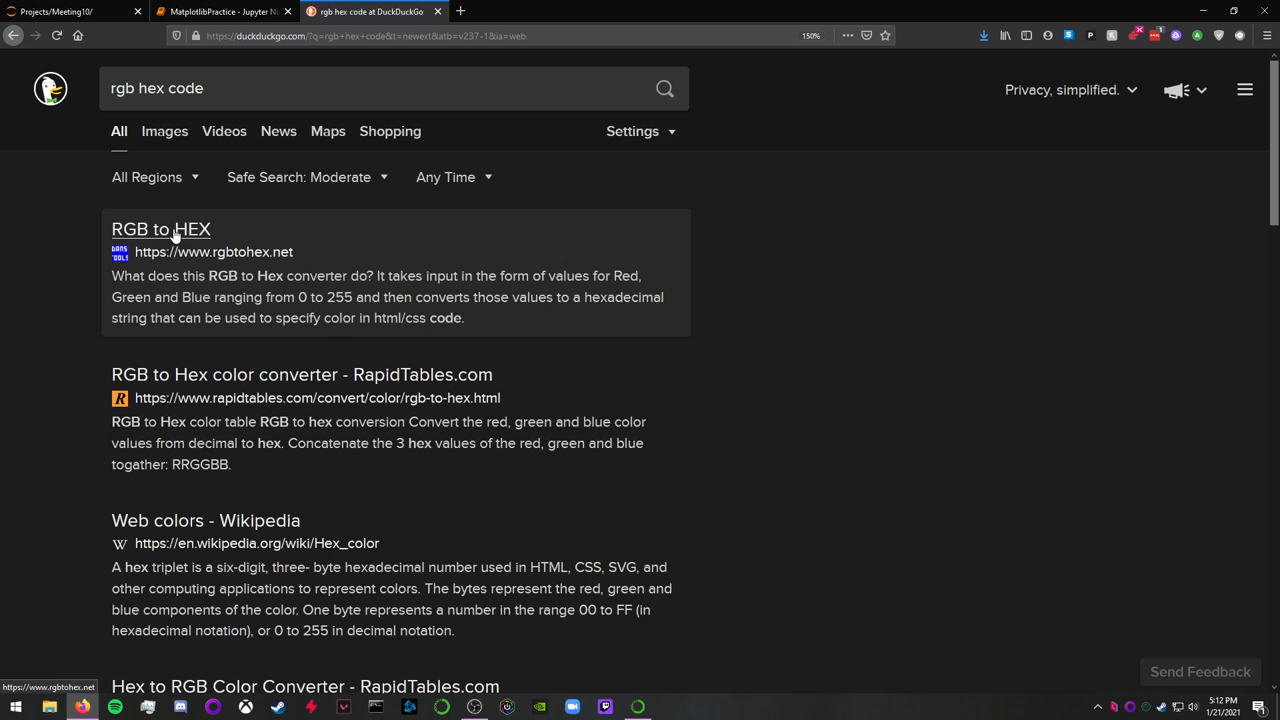 Projects/Meeting10/
MatplotlibPractice - Jupyter No
rgb hex code at DuckDuckGo
https://duckduckgo.com/?q=rgb+hex+code&t=newext&atb=v237-1&ia=web
150%
rgb hex code
Privacy, simplified.
All Images Videos News Maps Shopping
Settings
All Regions
Safe Search: Moderate
Any Time
RGB to HEX
DANS TOOLS
https://www.rgbtohex.net
What does this RGB to Hex converter do? It takes input in the form of values for Red,
Green and Blue ranging from 0 to 255 and then converts those values to a hexadecimal
string that can be used to specify color in html/css code.
RGB to Hex color converter - RapidTables.com
R
https://www.rapidtables.com/convert/color/rgb-to-hex.html
RGB to Hex color table RGB to hex conversion Convert the red, green and blue color
values from decimal to hex. Concatenate the 3 hex values of the red, green and blue
togather: RRGGBB.
Web colors - Wikipedia
W
https://en.wikipedia.org/wiki/Hex_color
A hex triplet is a six-digit, three- byte hexadecimal number used in HTML, CSS, SVG, and
other computing applications to represent colors. The bytes represent the red, green and
blue components of the color. One byte represents a number in the range 00 to FF (in
hexadecimal notation), or 0 to 255 in decimal notation.
Hex to RGB Color Converter - RapidTables.com
Send Feedback
https://www.rgbtohex.net
5:12 PM
1/21/2021